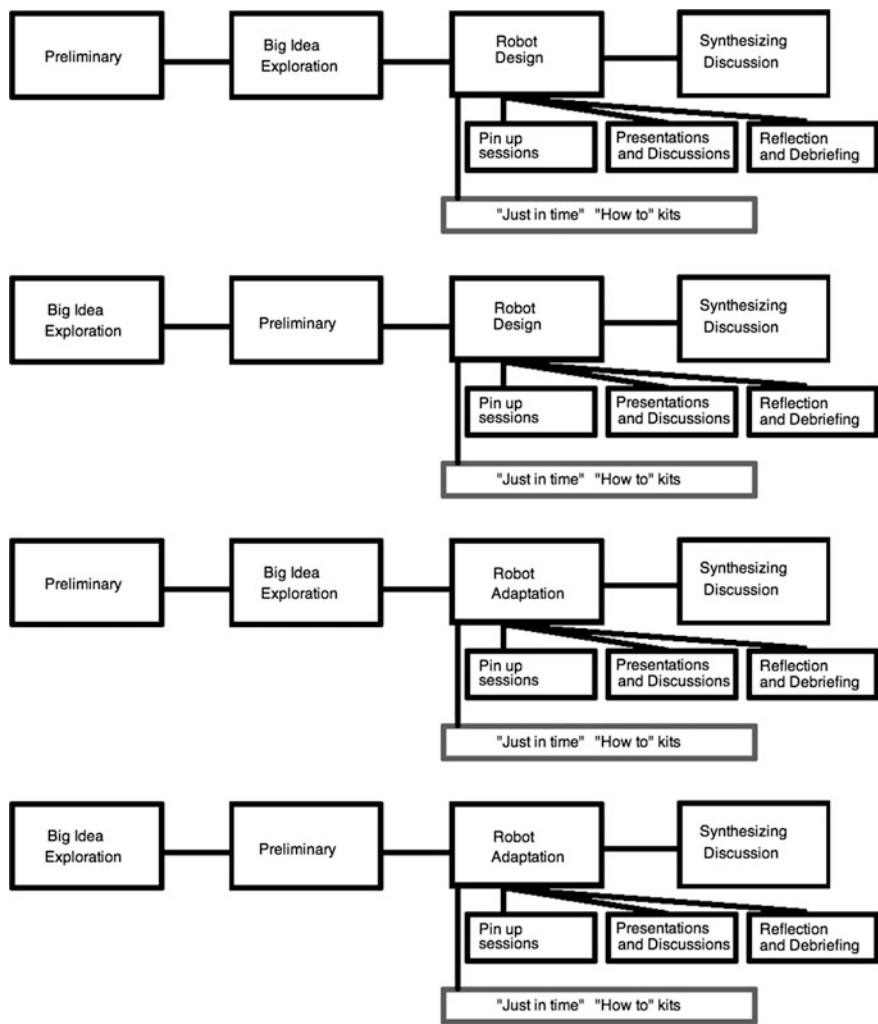 Preliminary
Big Idea
Exploration
Robot
Design
Synthesizing
Discussion
Pin up
sessions
Presentations
and Discussions
Reflection
and Debriefing
"Just in time" "How to" kits
Big Idea
Exploration
Preliminary
Robot
Design
Synthesizing
Discussion
Pin up
sessions
Presentations
and Discussions
Reflection
and Debriefing
"Just in time" "How to" kits
Preliminary
Big Idea
Exploration
Robot
Adaptation
Synthesizing
Discussion
Pin up
sessions
Presentations
and Discussions
Reflection
and Debriefing
"Just in time" "How to" kits
Big Idea
Exploration
Preliminary
Robot
Adaptation
Synthesizing
Discussion
Pin up
sessions
Presentations
and Discussions
Reflection
and Debriefing
"Just in time" "How to" kits